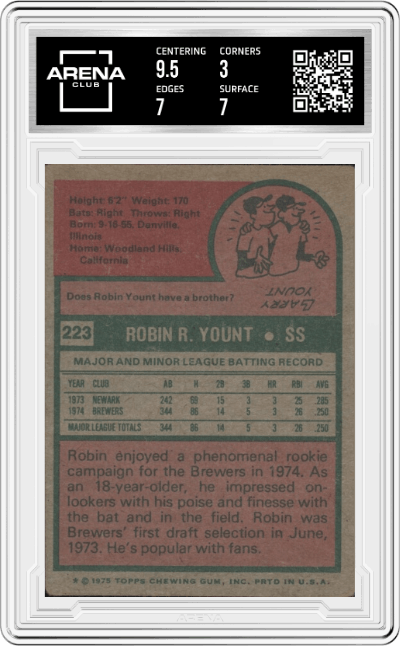 CENTERING CORNERS
9.5 3
EDGES SURFACE
7 7
ARENA
CLUB
Height: 6'2" Weight: 170
Bats: Right Throws: Right
Born: 9-16-55, Danville,
Illinois
Home: Woodland Hills,
California
Does Robin Yount have a brother?
LARRY
YOUNT
223 ROBIN R. YOUNT • SS
MAJOR AND MINOR LEAGUE BATTING RECORD
YEAR CLUB AB H 2B 3B HR RBI AVG
1973 NEWARK 242 69 15 3 3 25 .285
1974 BREWERS 344 86 14 5 3 26 .250
MAJOR LEAGUE TOTALS 344 86 14 5 3 26 .250
Robin enjoyed a phenomenal rookie
campaign for the Brewers in 1974. As
an 18-year-older, he impressed on-
lookers with his poise and finesse with
the bat and in the field. Robin was
Brewers' first draft selection in June,
1973. He's popular with fans.
* © 1975 TOPPS CHEWING GUM, INC. PRTD IN U.S.A.
ARENA